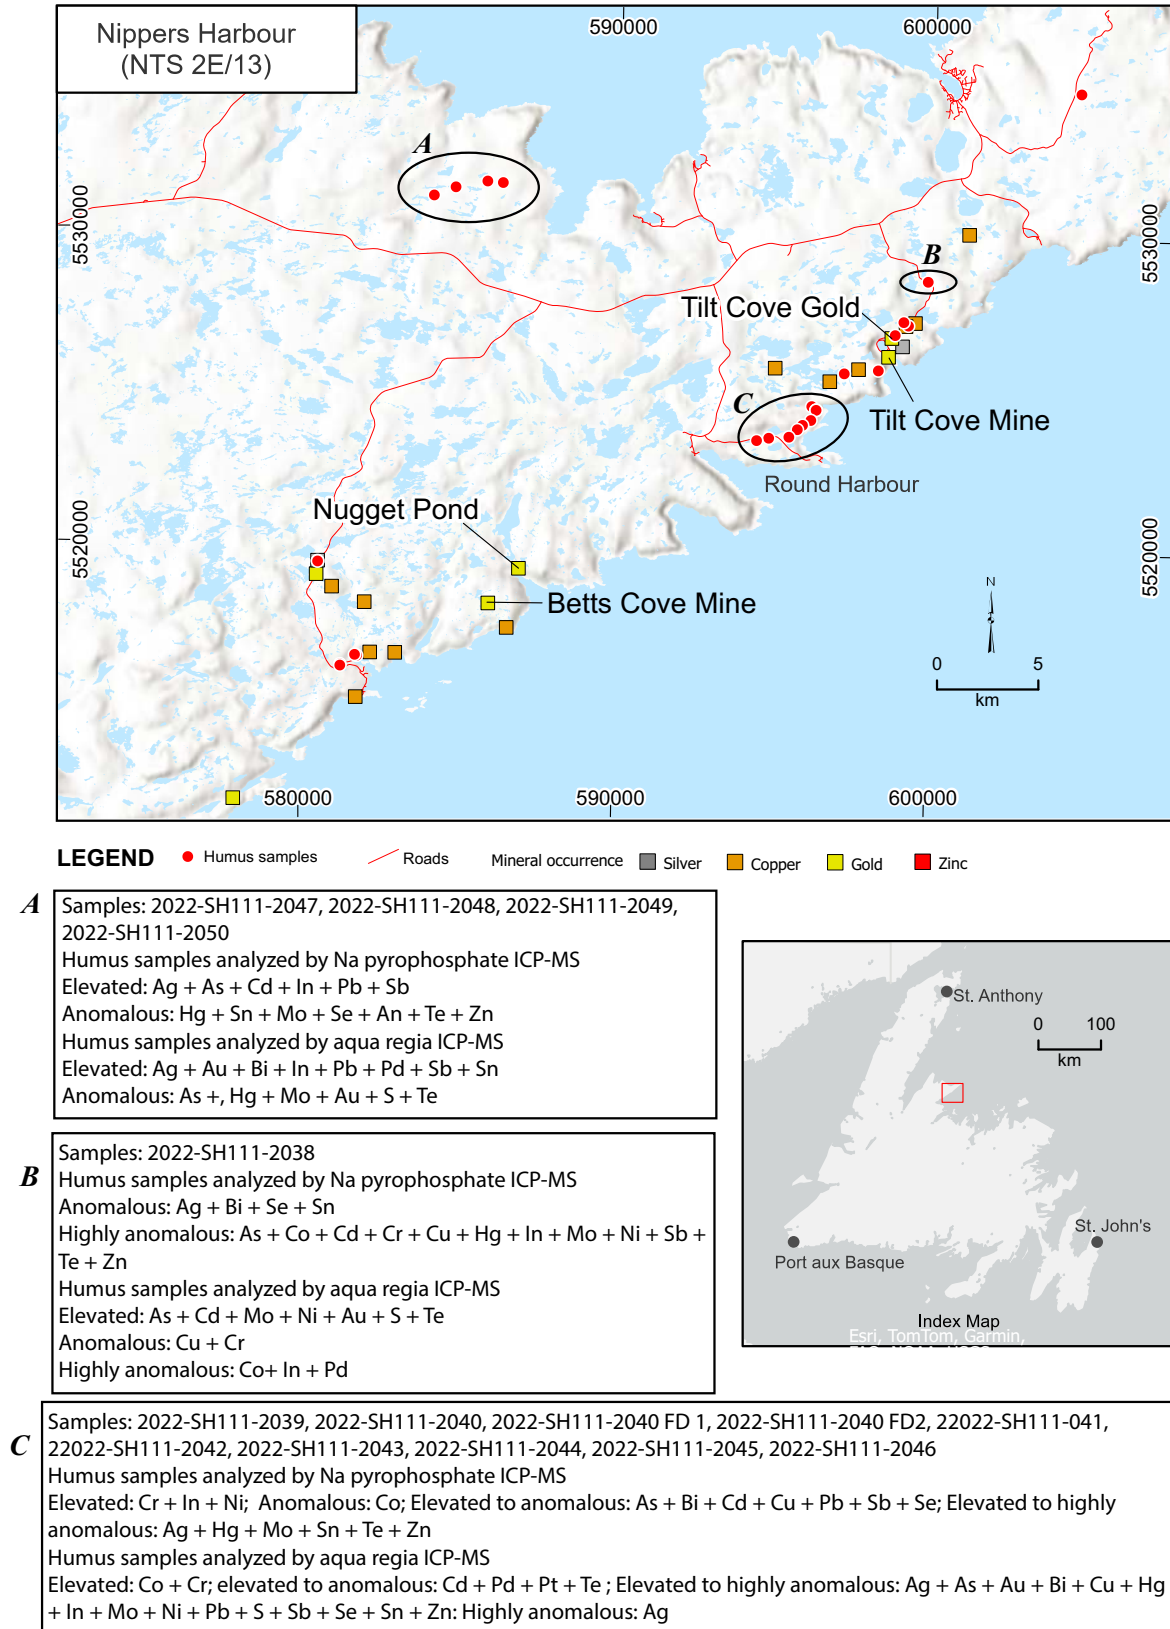 Nippers Harbour
(NTS 2E/13)
590000
600000
A
5530000
5530000
B
Tilt Cove Gold
C
Tilt Cove Mine
Round Harbour
Nugget Pond
5520000
5520000
Betts Cove Mine
N
0 5
km
580000
590000
600000
LEGEND Humus samples Roads Mineral occurrence Silver Copper Gold Zinc
A
Samples: 2022-SH111-2047, 2022-SH111-2048, 2022-SH111-2049,
2022-SH111-2050
Humus samples analyzed by Na pyrophosphate ICP-MS
Elevated: Ag + As + Cd + In + Pb + Sb
Anomalous: Hg + Sn + Mo + Se + An + Te + Zn
Humus samples analyzed by aqua regia ICP-MS
Elevated: Ag + Au + Bi + In + Pb + Pd + Sb + Sn
Anomalous: As +, Hg + Mo + Au + S + Te
B
Samples: 2022-SH111-2038
Humus samples analyzed by Na pyrophosphate ICP-MS
Anomalous: Ag + Bi + Se + Sn
Highly anomalous: As + Co + Cd + Cr + Cu + Hg + In + Mo + Ni + Sb +
Te + Zn
Humus samples analyzed by aqua regia ICP-MS
Elevated: As + Cd + Mo + Ni + Au + S + Te
Anomalous: Cu + Cr
Highly anomalous: Co+ In + Pd
St. Anthony
0 100
km
St. John's
Port aux Basque
Index Map
Esri, TomTom, Garmin,
C
Samples: 2022-SH111-2039, 2022-SH111-2040, 2022-SH111-2040 FD 1, 2022-SH111-2040 FD2, 22022-SH111-041,
22022-SH111-2042, 2022-SH111-2043, 2022-SH111-2044, 2022-SH111-2045, 2022-SH111-2046
Humus samples analyzed by Na pyrophosphate ICP-MS
Elevated: Cr + In + Ni; Anomalous: Co; Elevated to anomalous: As + Bi + Cd + Cu + Pb + Sb + Se; Elevated to highly
anomalous: Ag + Hg + Mo + Sn + Te + Zn
Humus samples analyzed by aqua regia ICP-MS
Elevated: Co + Cr; elevated to anomalous: Cd + Pd + Pt + Te ; Elevated to highly anomalous: Ag + As + Au + Bi + Cu + Hg
+ In + Mo + Ni + Pb + S + Sb + Se + Sn + Zn: Highly anomalous: Ag